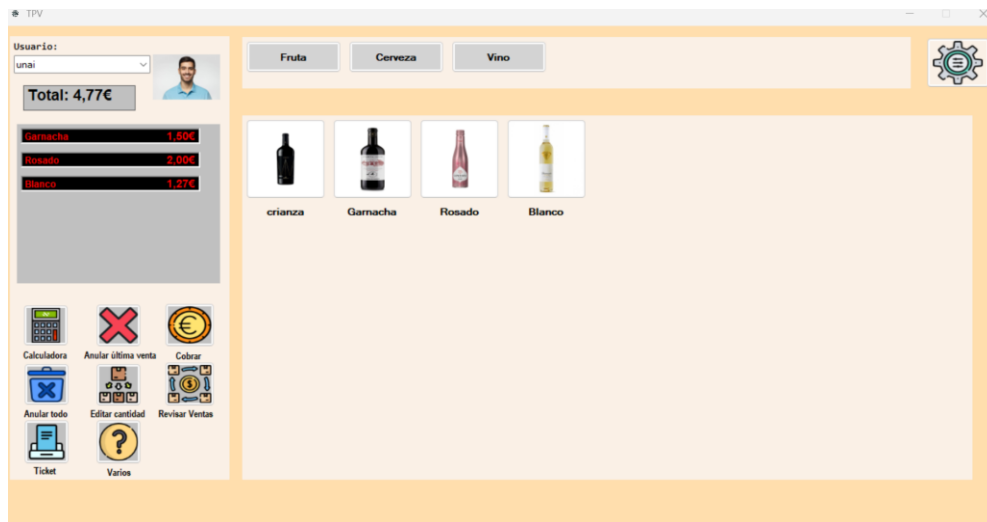 TPV
Usuario:
unai
Total: 4,77€
Garnacha 1,50€
Rosado 2,00€
Blanco 1,27€
Calculadora Anular última venta Cobrar
Anular todo Editar cantidad Revisar Ventas
Ticket Varios
Fruta Cerveza Vino
crianza Garnacha Rosado Blanco